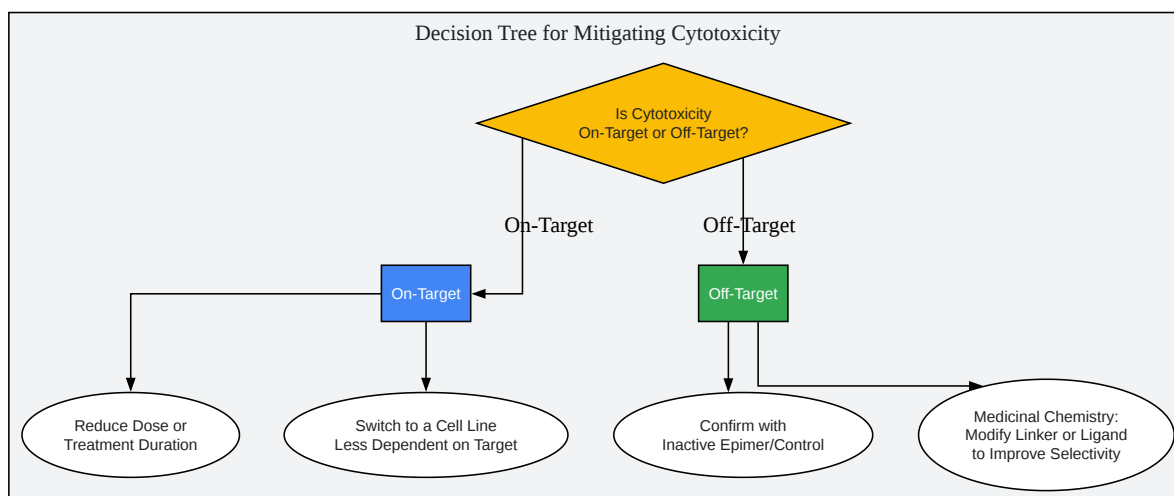 Decision Tree for Mitigating Cytotoxicity
Is Cytotoxicity
On-Target or Off-Target?
On-Target
Off-Target
On-Target
Off-Target
Reduce Dose or
Treatment Duration
Switch to a Cell Line
Less Dependent on Target
Confirm with
Inactive Epimer/Control
Medicinal Chemistry:
Modify Linker or Ligand
to Improve Selectivity